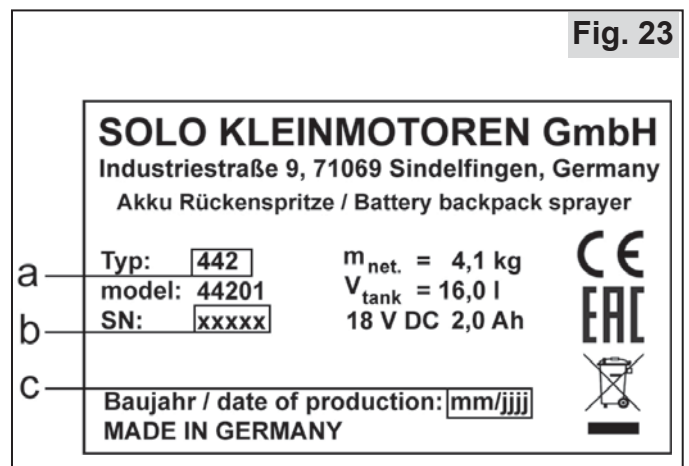 Fig. 23
SOLO KLEINMOTOREN GmbH
Industriestraße 9, 71069 Sindelfingen, Germany
Akku Rückenspritze / Battery backpack sprayer
a
Typ: 442
m net. = 4,1 kg
model: 44201
V tank = 16,0 l
b
SN: xxxxx
18 V DC 2,0 Ah
CE
EAC
c
Baujahr / date of production: mm/jjjj
MADE IN GERMANY